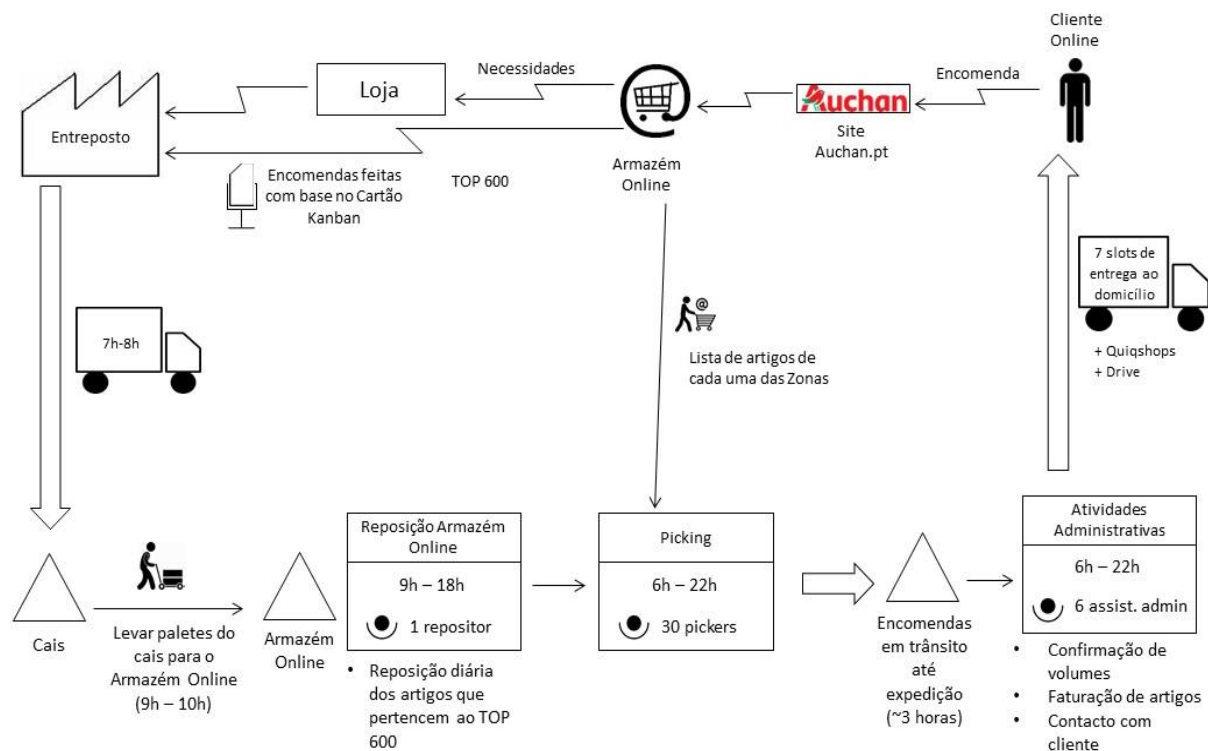 Cliente
Online
Necessidades
Encomenda
Loja
Auchan
Entreposto
Site
Auchan.pt
Armazém
Online
Encomendas feitas
com base no Cartão
Kanban
TOP 600
7 slots de
entrega ao
domicílio
7h-8h
@
Lista de artigos de
cada uma das Zonas
+ Quiqshops
+ Drive
Cais
Levar paletes do
cais para o
Armazém Online
(9h – 10h)
Armazém
Online
Reposição Armazém
Online
9h – 18h
1 repositor
• Reposição diária
dos artigos que
pertencem ao TOP
600
Picking
6h – 22h
30 pickers
Encomendas
em trânsito
até
expedição
(~3 horas)
Atividades
Administrativas
6h – 22h
6 assist. admin
• Confirmação de
volumes
• Faturação de artigos
• Contacto com
cliente